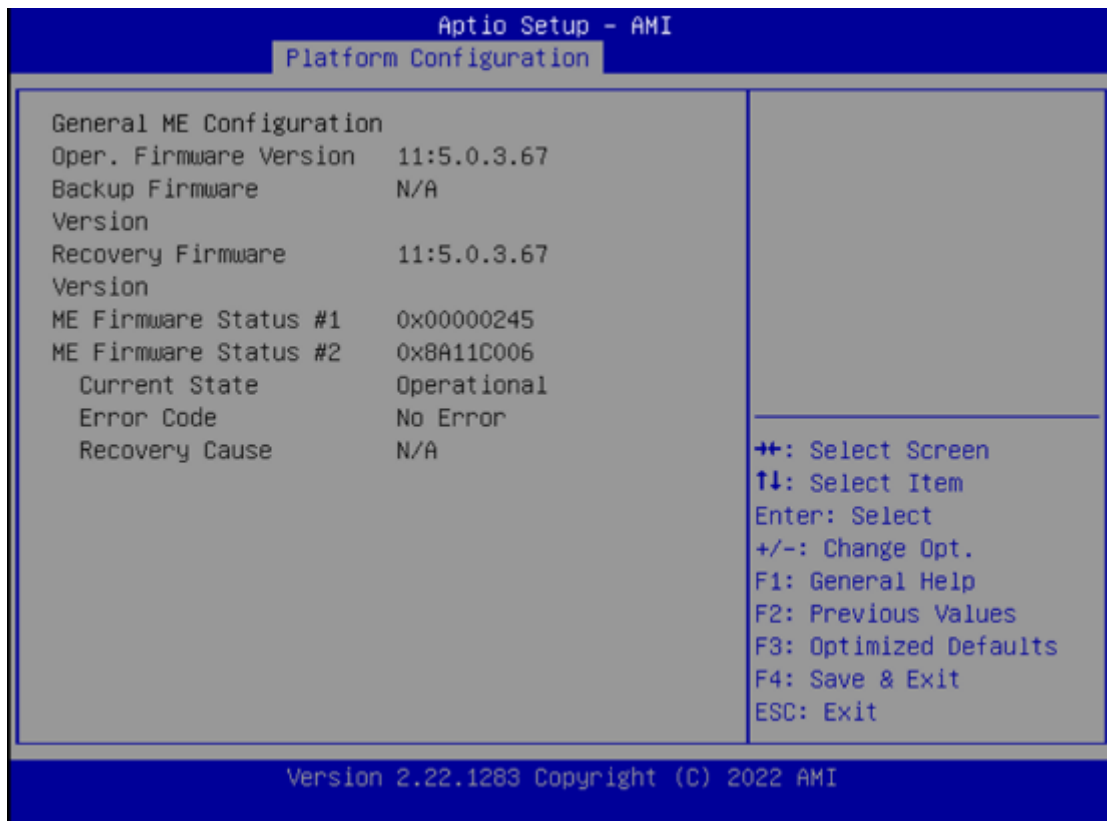 Aptio Setup – AMI
Platform Configuration
General ME Configuration
Oper. Firmware Version 11:5.0.3.67
Backup Firmware N/A
Version
Recovery Firmware 11:5.0.3.67
Version
ME Firmware Status #1 0x00000245
ME Firmware Status #2 0x8A11C006
Current State Operational
Error Code No Error
Recovery Cause N/A
→←: Select Screen
↑↓: Select Item
Enter: Select
+/-: Change Opt.
F1: General Help
F2: Previous Values
F3: Optimized Defaults
F4: Save & Exit
ESC: Exit
Version 2.22.1283 Copyright (C) 2022 AMI